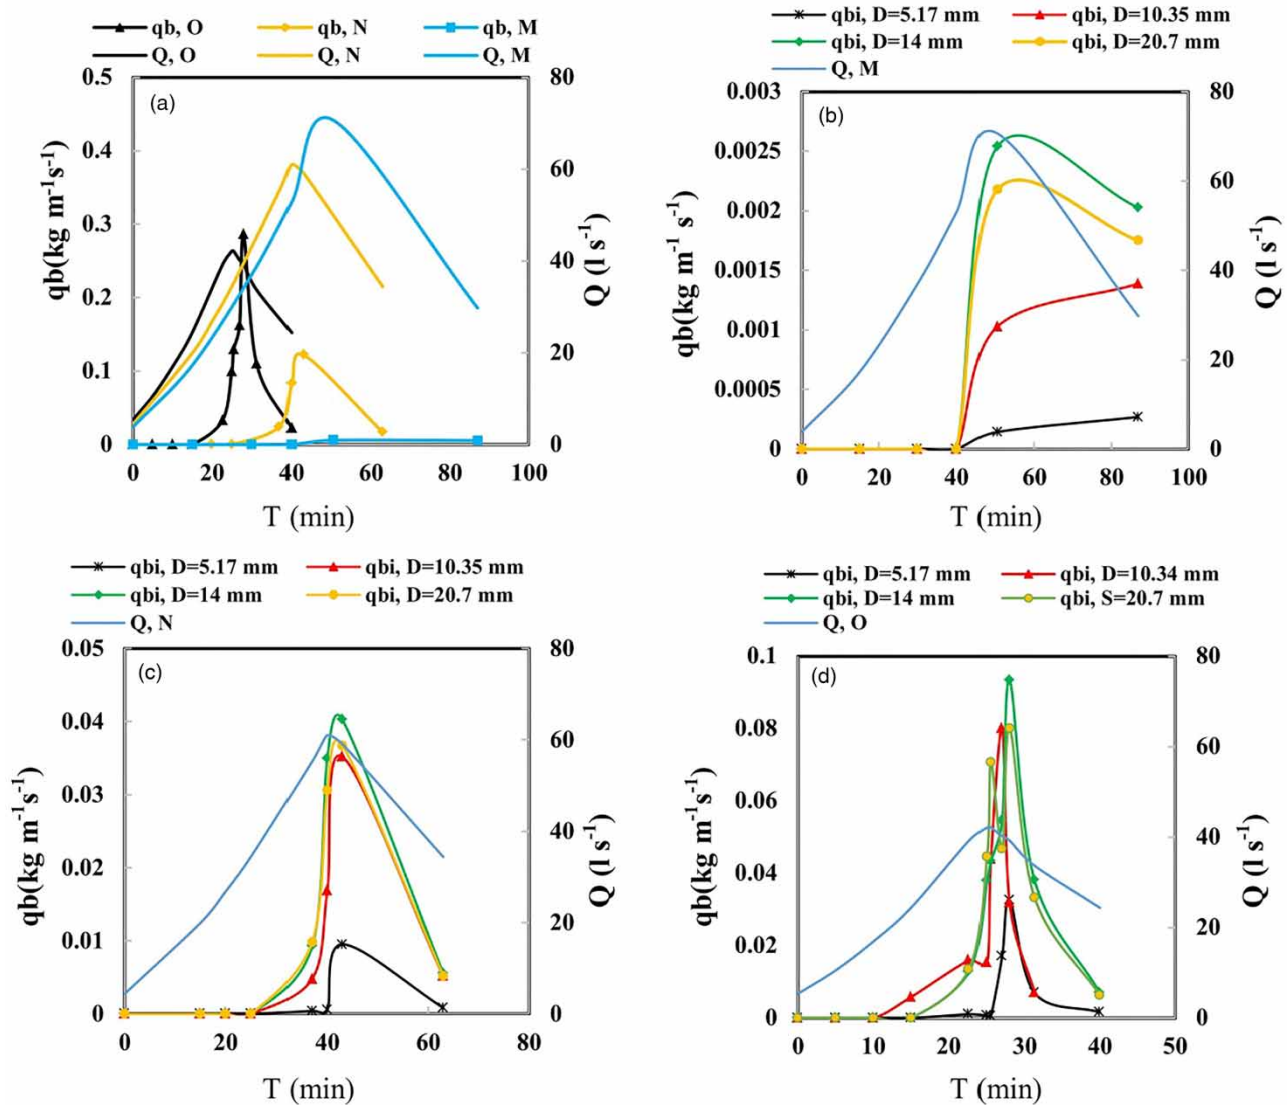 qb, O qb, N qb, M
Q, O Q, N Q, M
(a)
0.5
0.4
0.3
0.2
0.1
0
qb(kg m⁻¹s⁻¹)
80
60
40
20
0
Q (l s⁻¹)
0 20 40 60 80 100
T (min)
qbi, D=5.17 mm qbi, D=10.35 mm
qbi, D=14 mm qbi, D=20.7 mm
Q, M
(b)
0.003
0.0025
0.002
0.0015
0.001
0.0005
0
qb(kg m⁻¹ s⁻¹)
80
60
40
20
0
Q (l s⁻¹)
0 20 40 60 80 100
T (min)
qbi, D=5.17 mm qbi, D=10.35 mm
qbi, D=14 mm qbi, D=20.7 mm
Q, N
(c)
0.05
0.04
0.03
0.02
0.01
0
qb(kg m⁻¹s⁻¹)
80
60
40
20
0
Q (l s⁻¹)
0 20 40 60 80
T (min)
qbi, D=5.17 mm qbi, D=10.34 mm
qbi, D=14 mm qbi, S=20.7 mm
Q, O
(d)
0.1
0.08
0.06
0.04
0.02
0
qb(kg m⁻¹s⁻¹)
80
60
40
20
0
Q (l s⁻¹)
0 10 20 30 40 50
T (min)